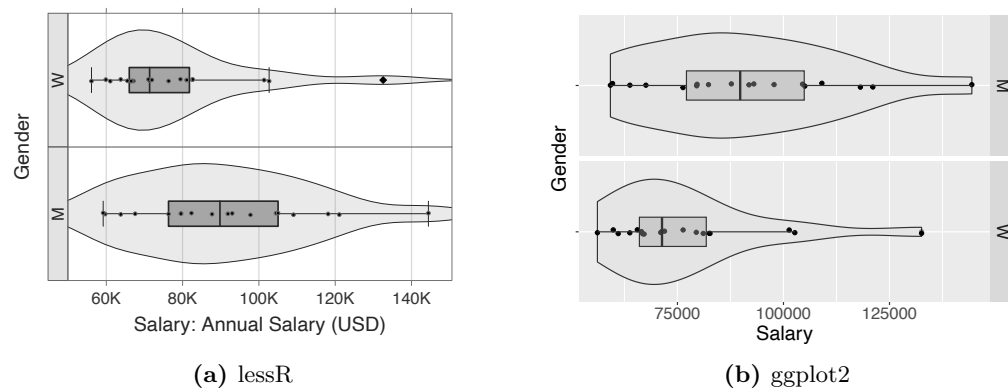 W
M
Gender
60K 80K 100K 120K 140K
Salary: Annual Salary (USD)
(a) lessR
M
W
Gender
75000 100000 125000
Salary
(b) ggplot2